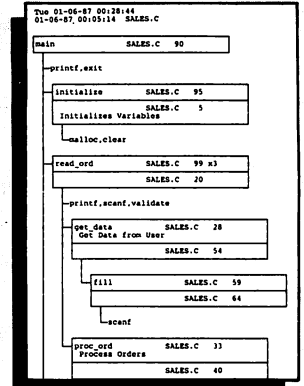 Tue 01-06-87 00:28:44
01-06-87 00:05:14 SALES.C
main SALES.C 90
printf,exit
initialize SALES.C 95
SALES.C 5
Initializes Variables
malloc,clear
read_ord SALES.C 99 x3
SALES.C 20
printf,scanf,validate
get_data SALES.C 28
Get Data from User
SALES.C 54
fill SALES.C 59
SALES.C 64
scanf
proc_ord SALES.C 33
Process Orders
SALES.C 40